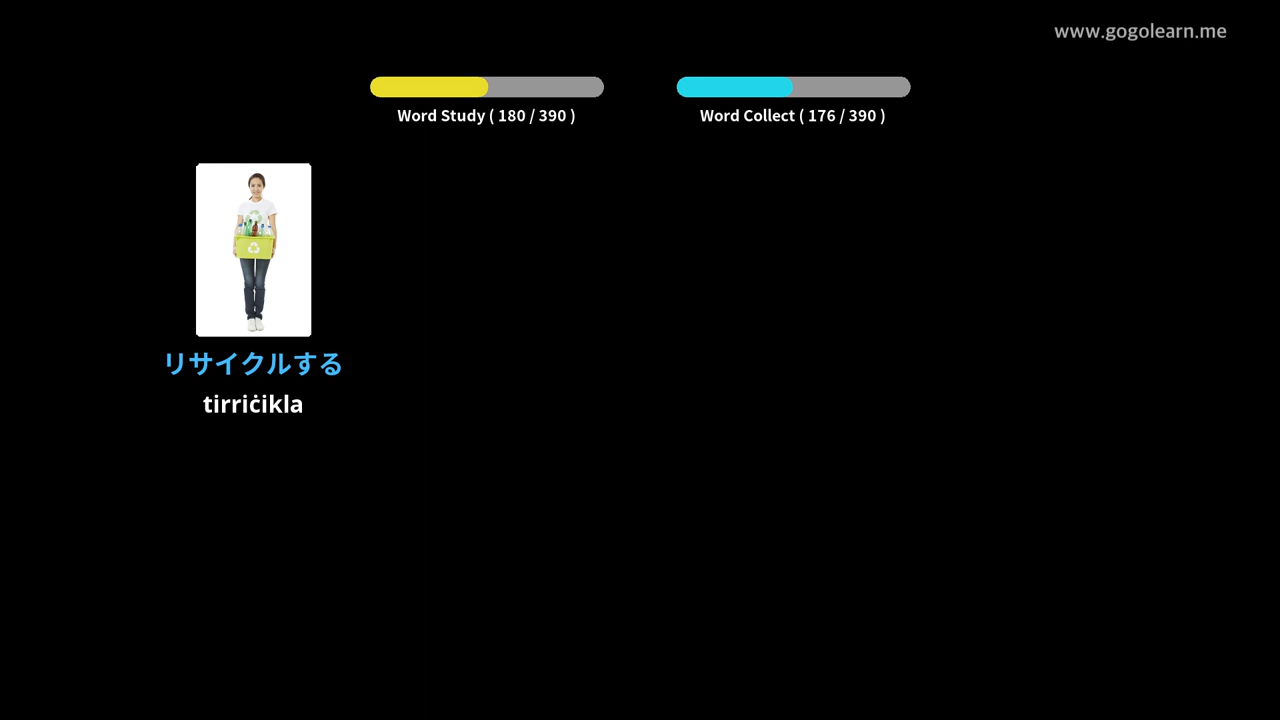 www.gogolearn.me
Word Study ( 180 / 390 )
Word Collect ( 176 / 390 )
リサイクルする
tirriċikla